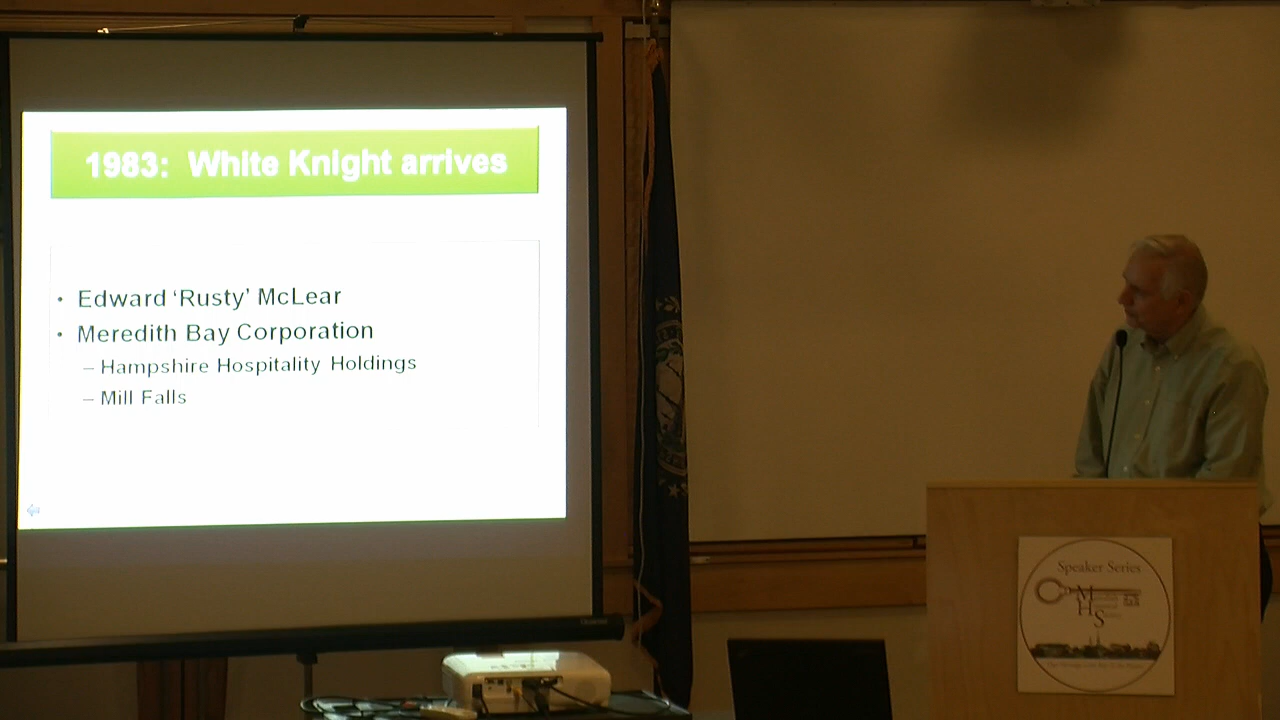 1983: White Knight arrives
• Edward ‘Rusty’ McLear
• Meredith Bay Corporation
– Hampshire Hospitality Holdings
– Mill Falls
Speaker Series
M
H
S